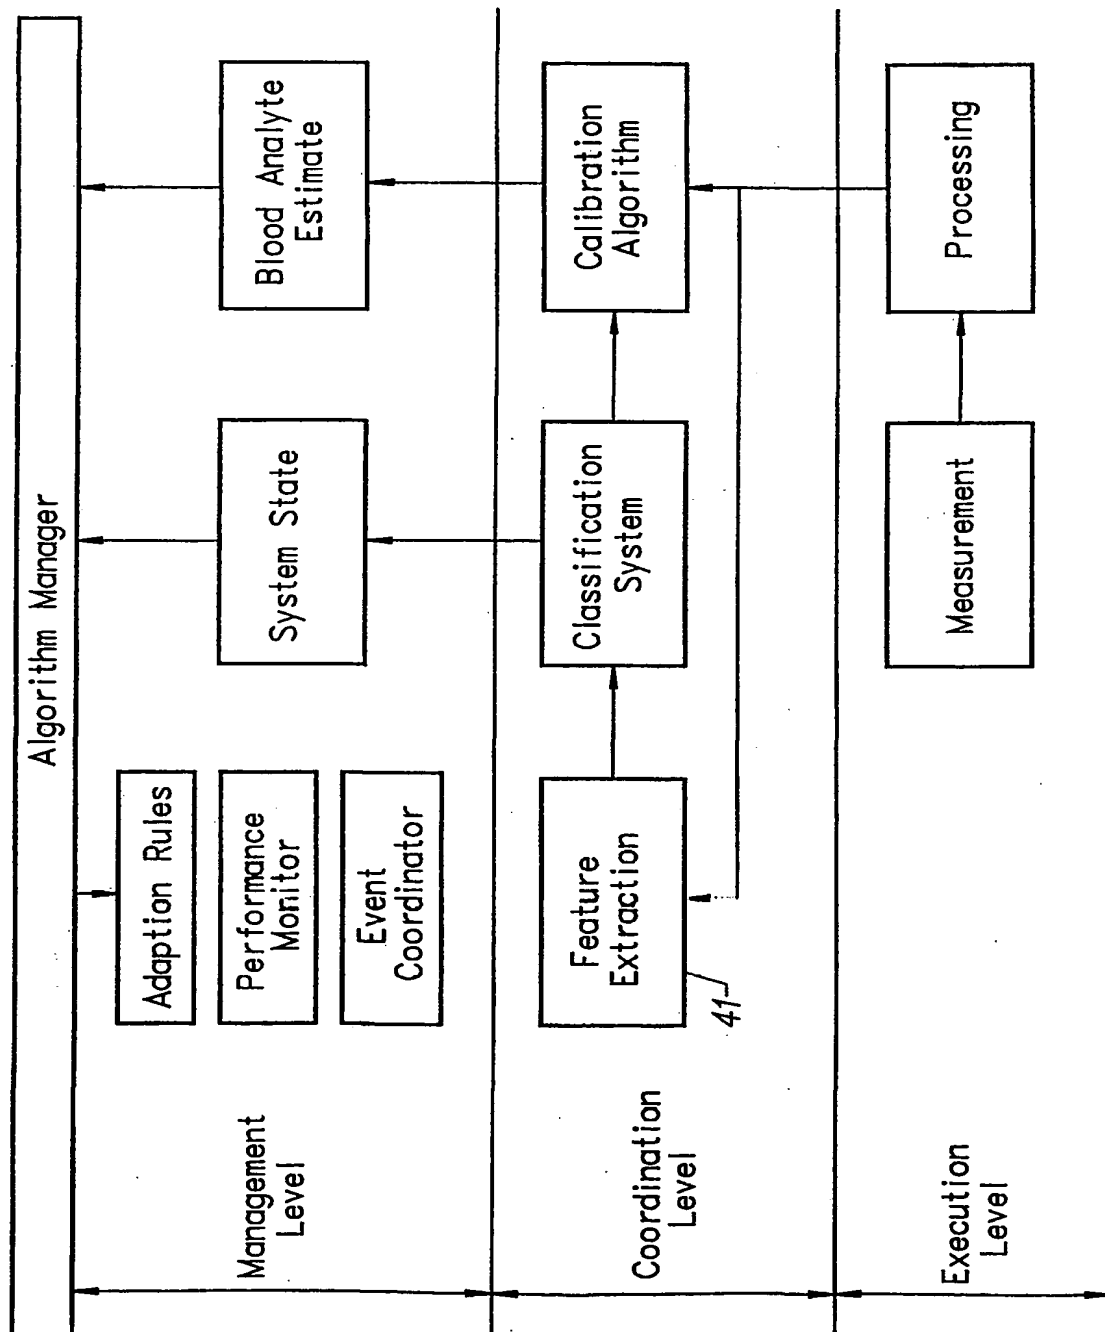 Algorithm Manager
Management
Level
Adaption Rules
Performance
Monitor
Event
Coordinator
System State
Blood Analyte
Estimate
Coordination
Level
Feature
Extraction
41
Classification
System
Calibration
Algorithm
Execution
Level
Measurement
Processing